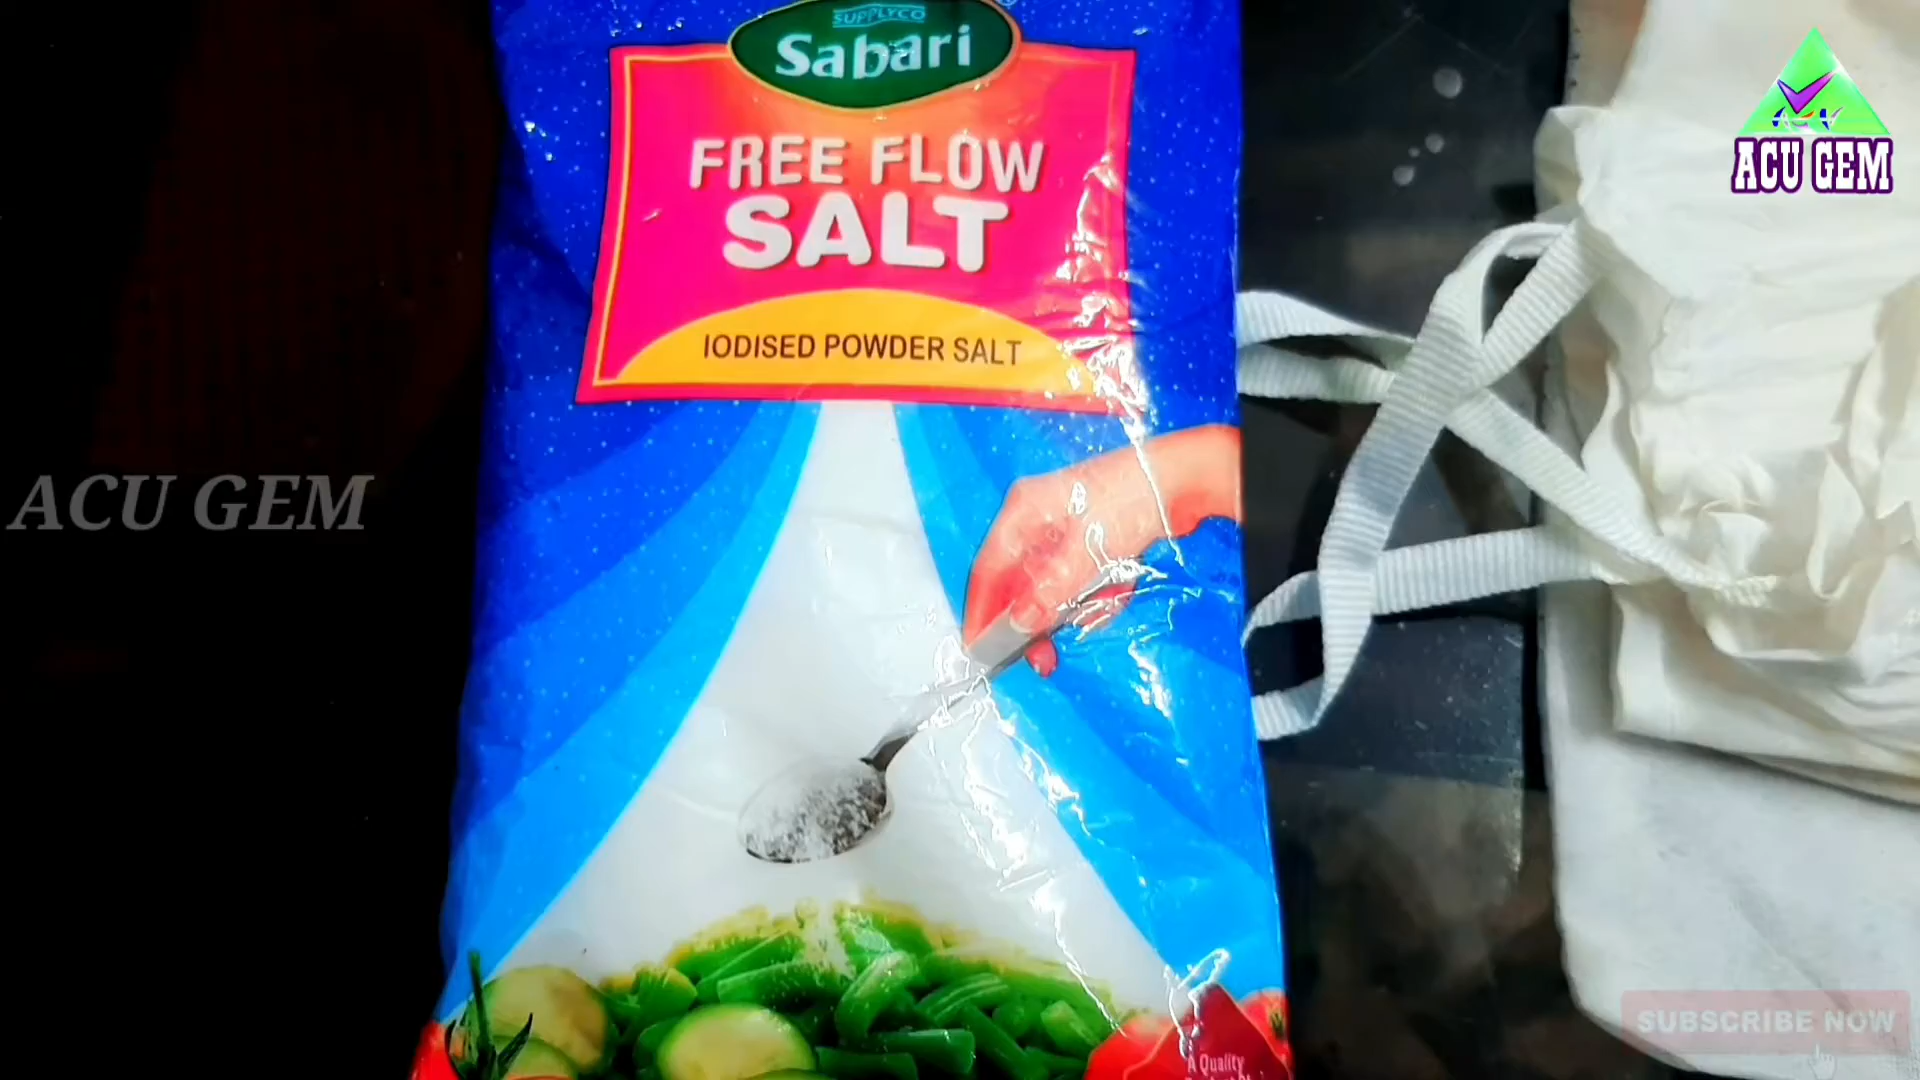 SUPPLYCO
Sabari
FREE FLOW
SALT
IODISED POWDER SALT
ACU GEM
ACU GEM
SUBSCRIBE NOW
A Quality